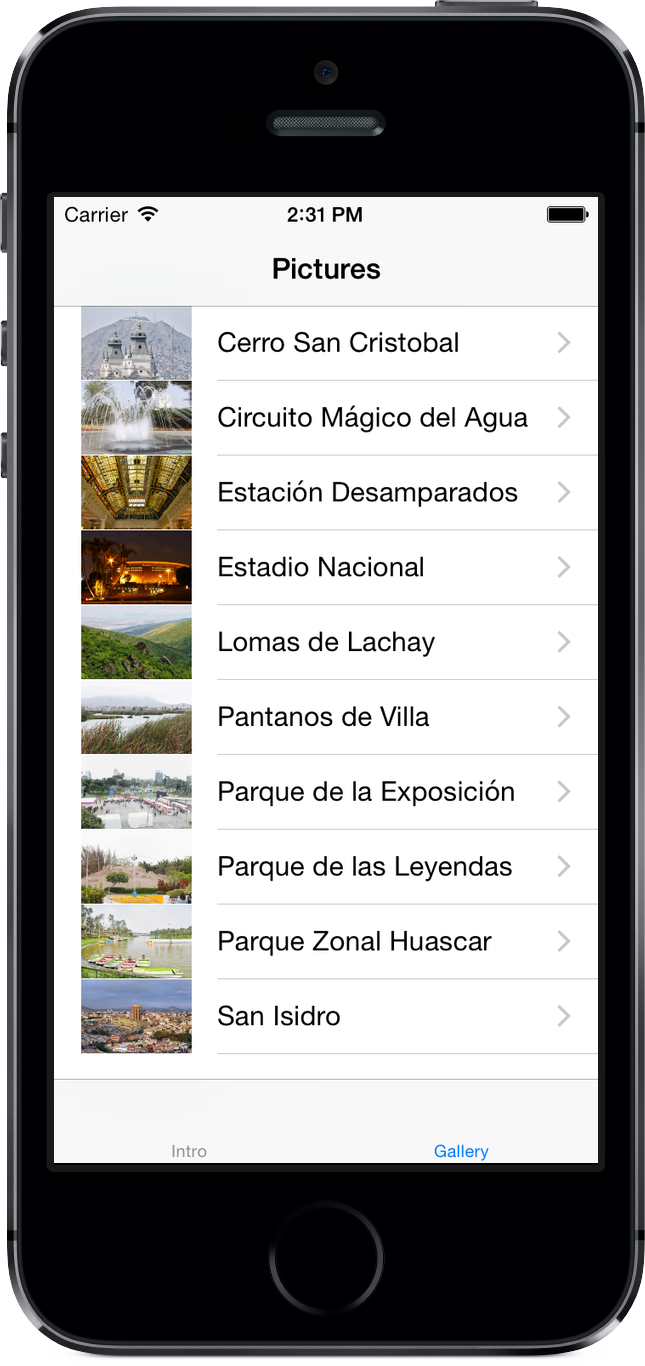 Carrier 2:31 PM
Pictures
Cerro San Cristobal
Circuito Mágico del Agua
Estación Desamparados
Estadio Nacional
Lomas de Lachay
Pantanos de Villa
Parque de la Exposición
Parque de las Leyendas
Parque Zonal Huascar
San Isidro
Intro Gallery